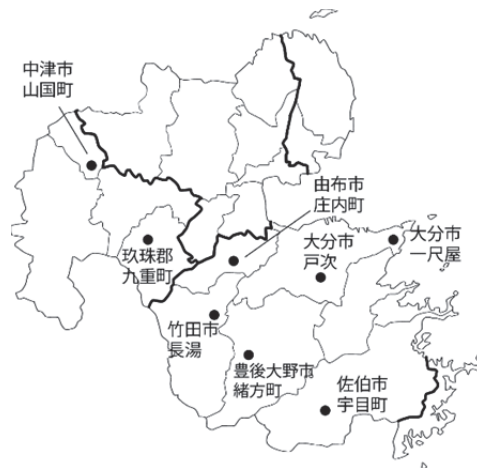 中津市
山国町
由布市
庄内町
大分市
一尺屋
大分市
戸次
玖珠郡
九重町
竹田市
長湯
豊後大野市
緒方町
佐伯市
宇目町